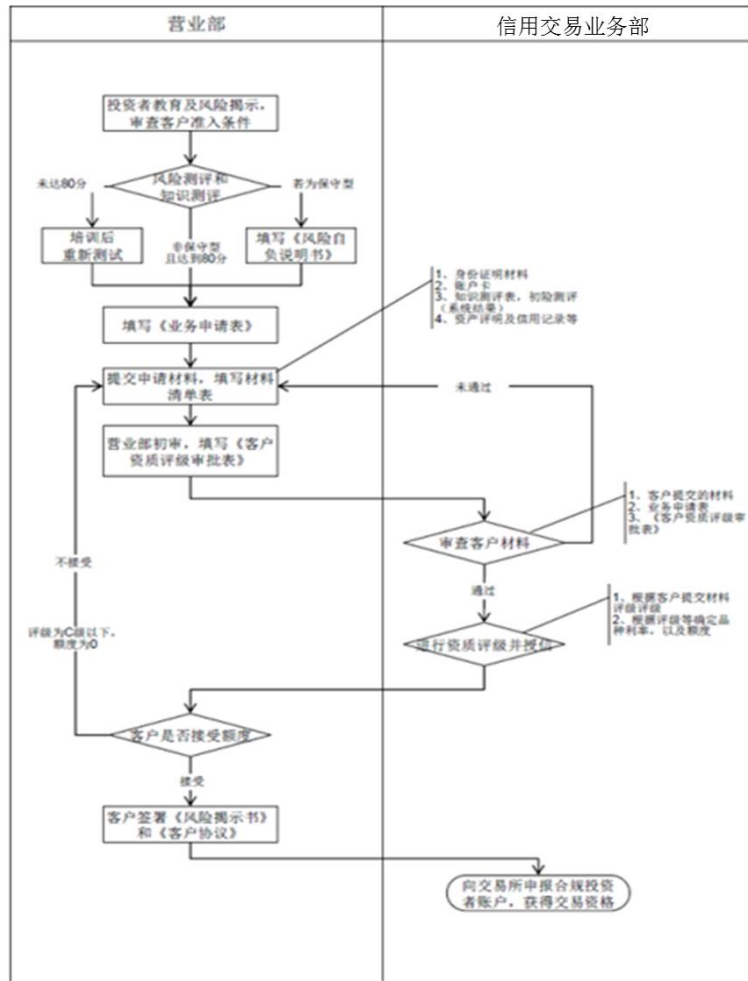 营业部
信用交易业务部
投资者教育及风险揭示，
审查客户准入条件
未达80分
风险测评和
知识测评
若为保守型
培训后
重新测试
非保守型
且达到80分
填写《风险自
负说明书》
1、身份证明材料
2、账户卡
3、知识测评表，初险测评
（系统结果）
4、资产评明及信用记录等
填写《业务申请表》
提交申请材料，填写材料
清单表
未通过
营业部初审，填写《客户
资质评级审批表》
1、客户提交的材料
2、业务申请表
3、《客户资质评级审
批表》
审查客户材料
不接受
通过
1、根据客户提交材料
评级评级
2、根据评级等确定品
种利率，以及额度
评级为C级以下，
额度为0
进行资质评级并授信
客户是否接受额度
接受
客户签署《风险揭示书》
和《客户协议》
向交易所申报合规投资
者账户，获得交易资格